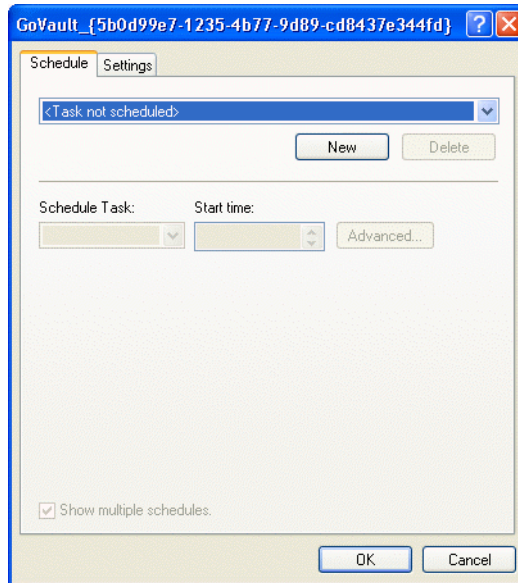 GoVault_{5b0d99e7-1235-4b77-9d89-cd8437e344fd}
Schedule Settings
<Task not scheduled>
New Delete
Schedule Task: Start time:
Advanced...
Show multiple schedules.
OK Cancel